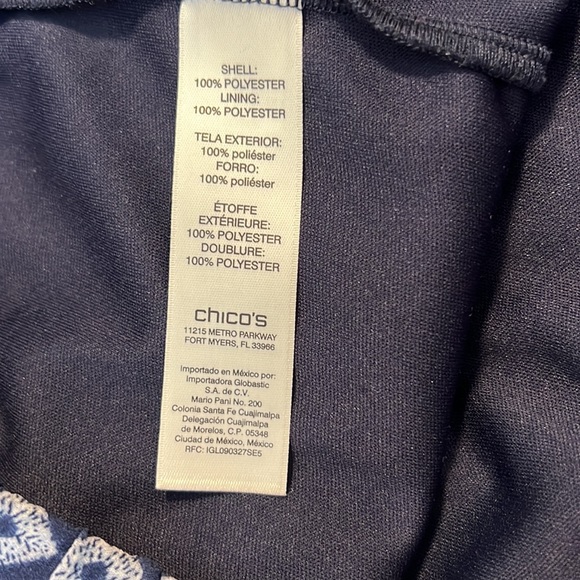 SHELL:
100% POLYESTER
LINING:
100% POLYESTER
TELA EXTERIOR:
100% poliéster
FORRO:
100% poliéster
ÉTOFFE
EXTÉRIEURE:
100% POLYESTER
DOUBLURE:
100% POLYESTER
chico's
11215 METRO PARKWAY
FORT MYERS, FL 33966
Importado en México por:
Importadora Globastic
S.A. de C.V.
Mario Pani No. 200
Colonia Santa Fe Cuajimalpa
Delegación Cuajimalpa
de Morelos, C.P. 05348
Ciudad de México, México
RFC: IGL090327SE5